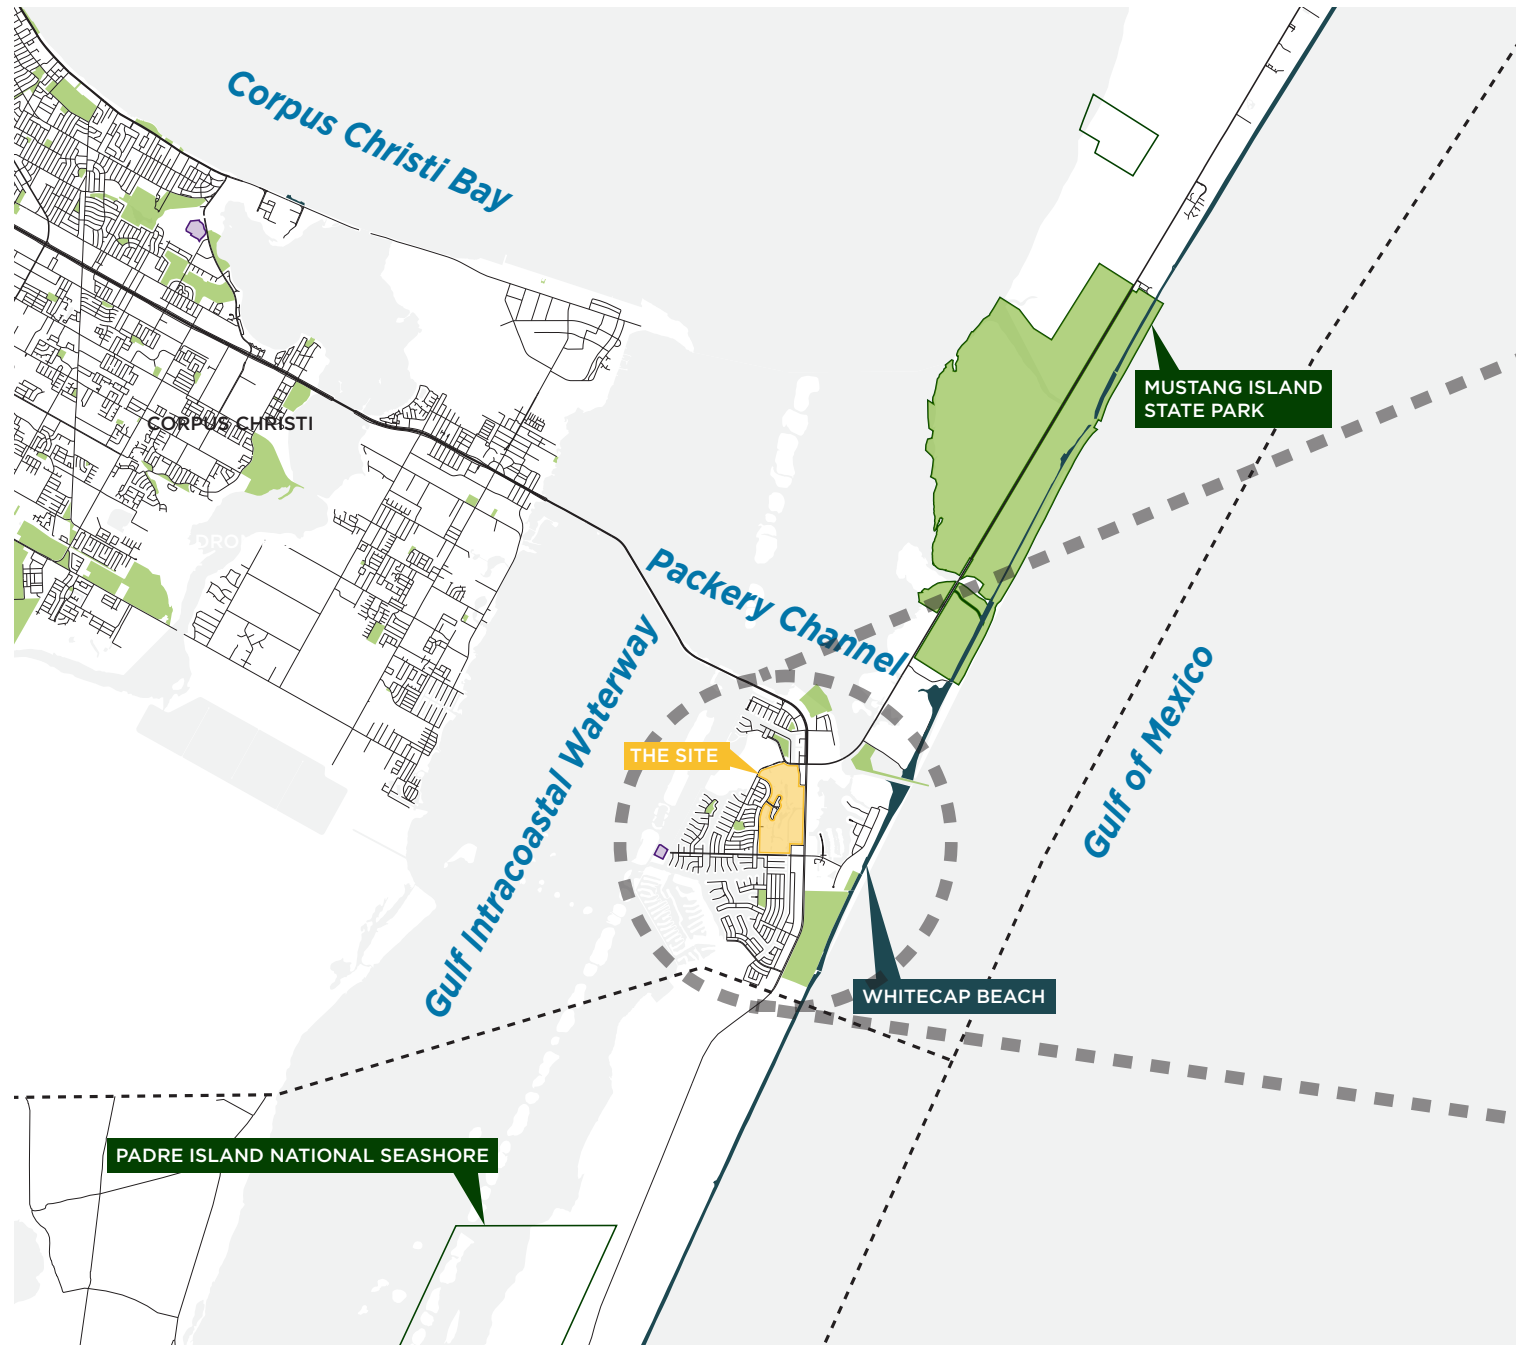 Corpus Christi Bay
MUSTANG ISLAND
STATE PARK
CORPUS CHRISTI
Packery Channel
Gulf Intracoastal Waterway
Gulf of Mexico
THE SITE
WHITECAP BEACH
PADRE ISLAND NATIONAL SEASHORE